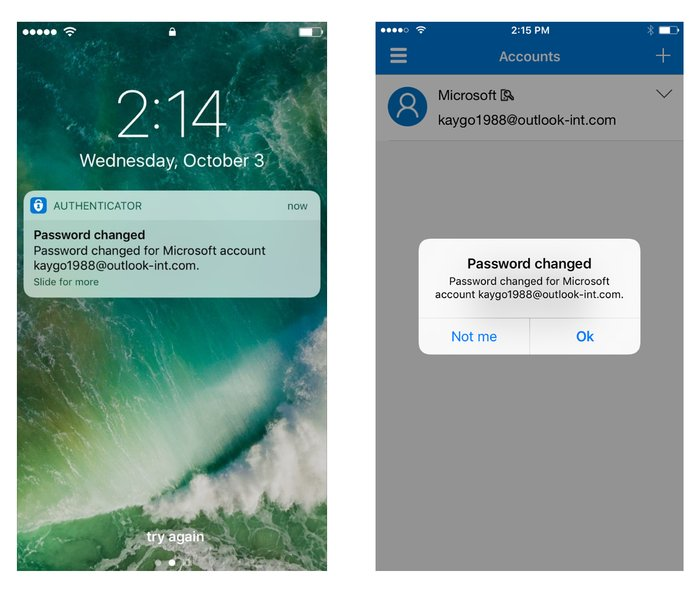 2:14
Wednesday, October 3
AUTHENTICATOR now
Password changed
Password changed for Microsoft account
kaygo1988@outlook-int.com.
Slide for more
try again
2:15 PM
Accounts
Microsoft
kaygo1988@outlook-int.com
Password changed
Password changed for Microsoft
account kaygo1988@outlook-int.com.
Not me Ok